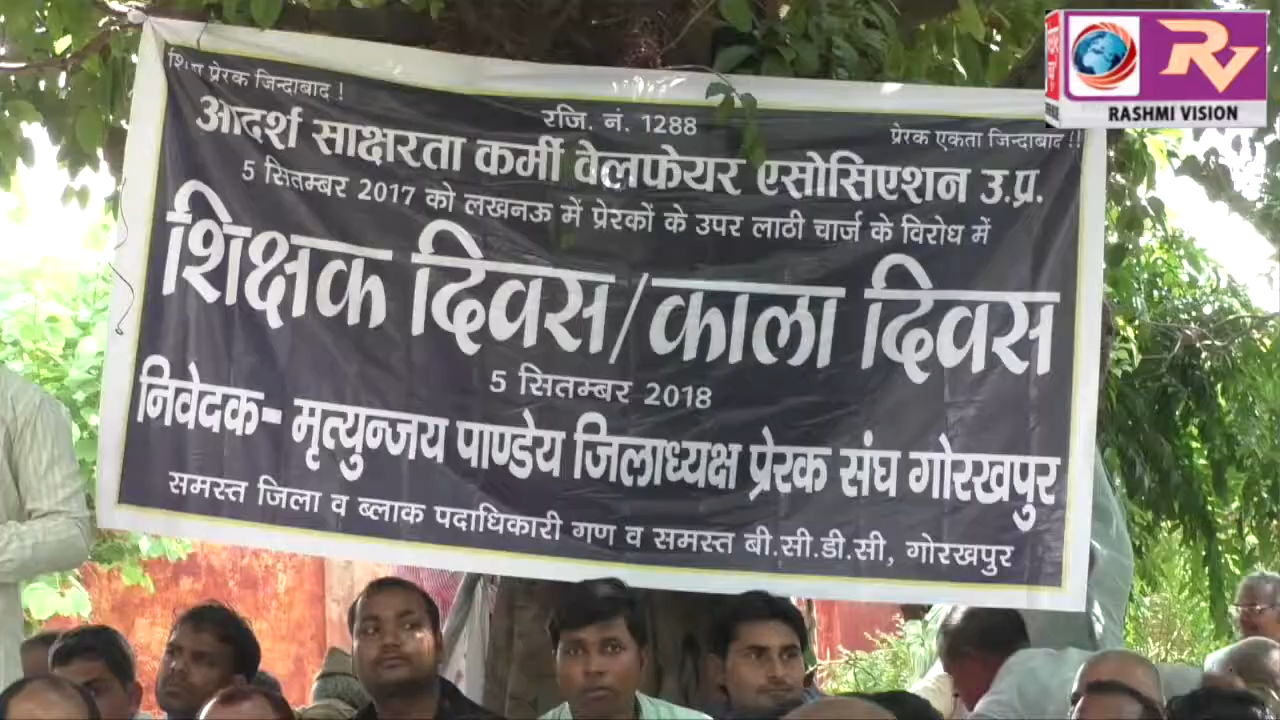 प्रेरक जिन्दाबाद !
रजि. नं. 1288
प्रेरक एकता जिन्दाबाद !!
आदर्श साक्षरता कर्मी वेलफेयर एसोसिएशन उ.प्र.
5 सितम्बर 2017 को लखनऊ में प्रेरकों के उपर लाठी चार्ज के विरोध में
शिक्षक दिवस/काला दिवस
5 सितम्बर 2018
निवेदक- मृत्युन्जय पाण्डेय जिलाध्यक्ष प्रेरक संघ गोरखपुर
समस्त जिला व ब्लाक पदाधिकारी गण व समस्त बी.सी.डी.सी, गोरखपुर
RV
RASHMI VISION